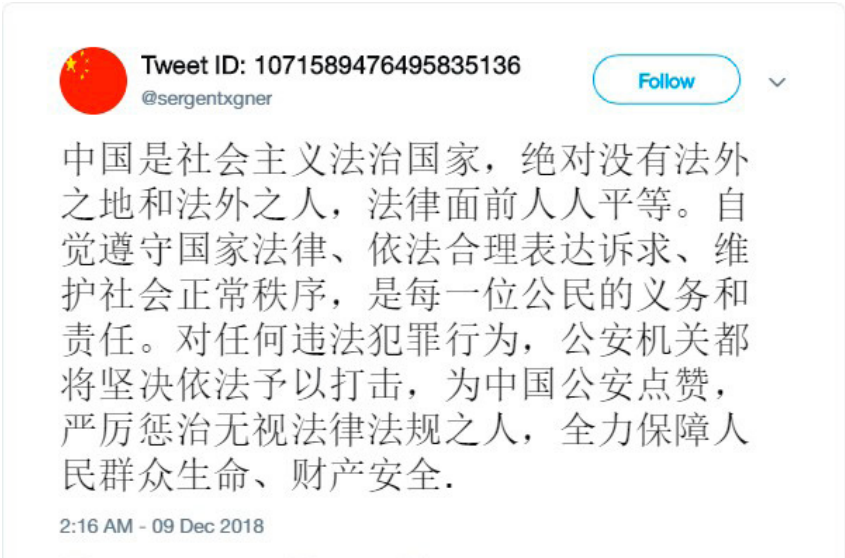 Tweet ID: 1071589476495835136
@sergentxgner
Follow
中国是社会主义法治国家，绝对没有法外
之地和法外之人，法律面前人人平等。自
觉遵守国家法律、依法合理表达诉求、维
护社会正常秩序，是每一位公民的义务和
责任。对任何违法犯罪行为，公安机关都
将坚决依法予以打击，为中国公安点赞，
严厉惩治无视法律法规之人，全力保障人
民群众生命、财产安全.
2:16 AM - 09 Dec 2018